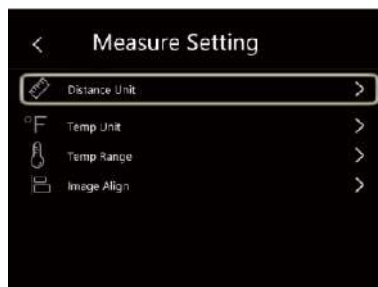 Measure Setting
Distance Unit
°F Temp Unit
Temp Range
Image Align